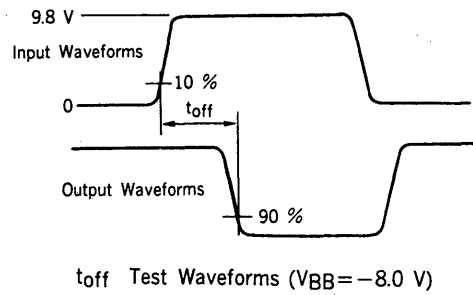 9.8 V
Input Waveforms
10 %
0
toff
Output Waveforms
90 %
toff Test Waveforms (VBB=−8.0 V)